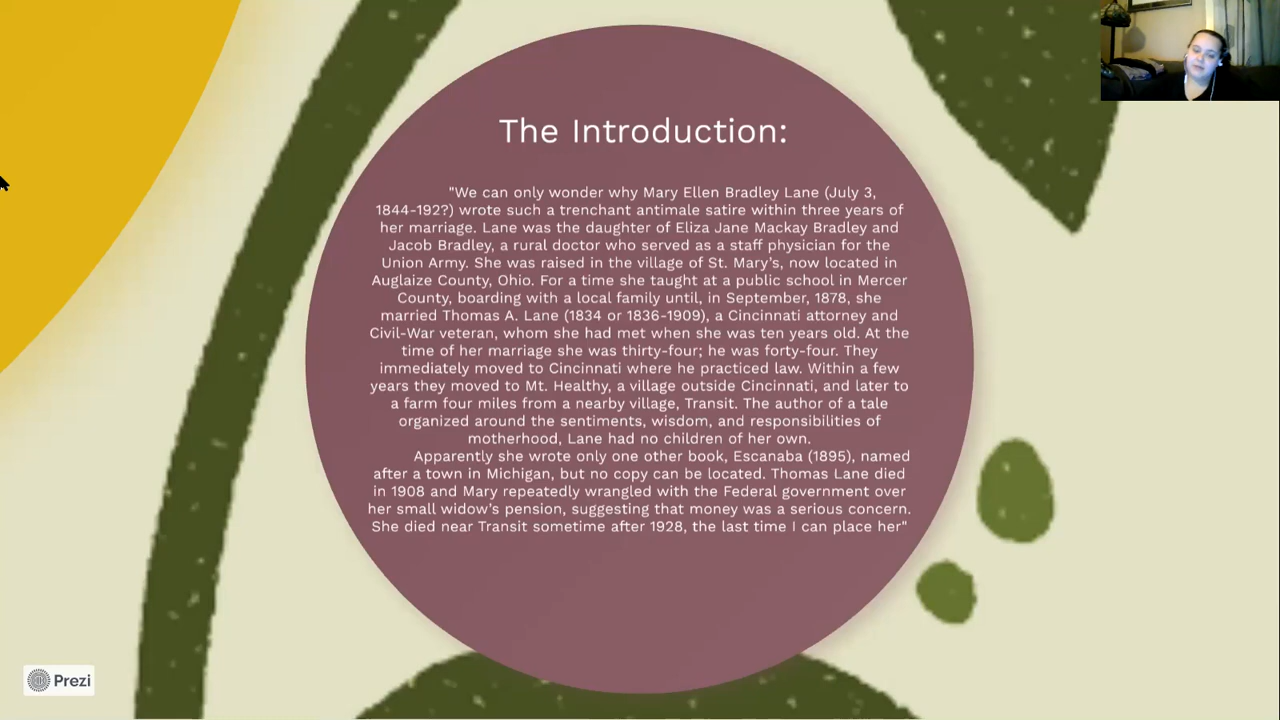 The Introduction:
"We can only wonder why Mary Ellen Bradley Lane (July 3,
1844-192?) wrote such a trenchant antimale satire within three years of
her marriage. Lane was the daughter of Eliza Jane Mackay Bradley and
Jacob Bradley, a rural doctor who served as a staff physician for the
Union Army. She was raised in the village of St. Mary's, now located in
Auglaize County, Ohio. For a time she taught at a public school in Mercer
County, boarding with a local family until, in September, 1878, she
married Thomas A. Lane (1834 or 1836-1909), a Cincinnati attorney and
Civil-War veteran, whom she had met when she was ten years old. At the
time of her marriage she was thirty-four; he was forty-four. They
immediately moved to Cincinnati where he practiced law. Within a few
years they moved to Mt. Healthy, a village outside Cincinnati, and later to
a farm four miles from a nearby village, Transit. The author of a tale
organized around the sentiments, wisdom, and responsibilities of
motherhood, Lane had no children of her own.
Apparently she wrote only one other book, Escanaba (1895), named
after a town in Michigan, but no copy can be located. Thomas Lane died
in 1908 and Mary repeatedly wrangled with the Federal government over
her small widow's pension, suggesting that money was a serious concern.
She died near Transit sometime after 1928, the last time I can place her"
Prezi